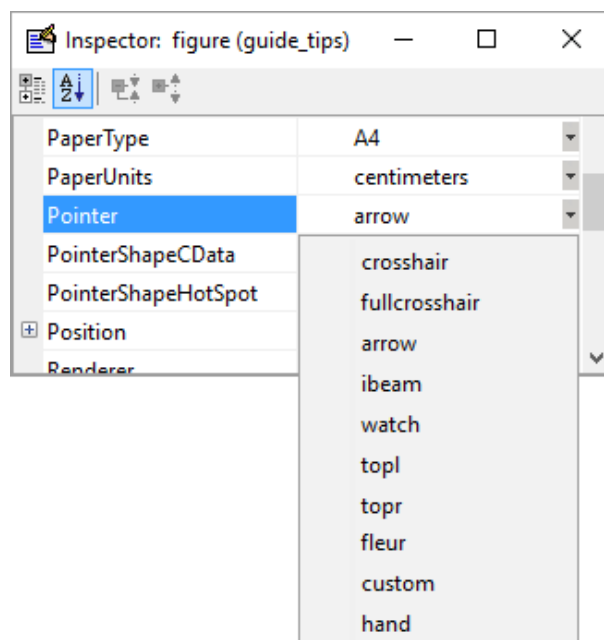 Inspector: figure (guide_tips)
PaperType A4
PaperUnits centimeters
Pointer arrow
PointerShapeCData
PointerShapeHotSpot
Position
Renderer
crosshair
fullcrosshair
arrow
ibeam
watch
topl
topr
fleur
custom
hand